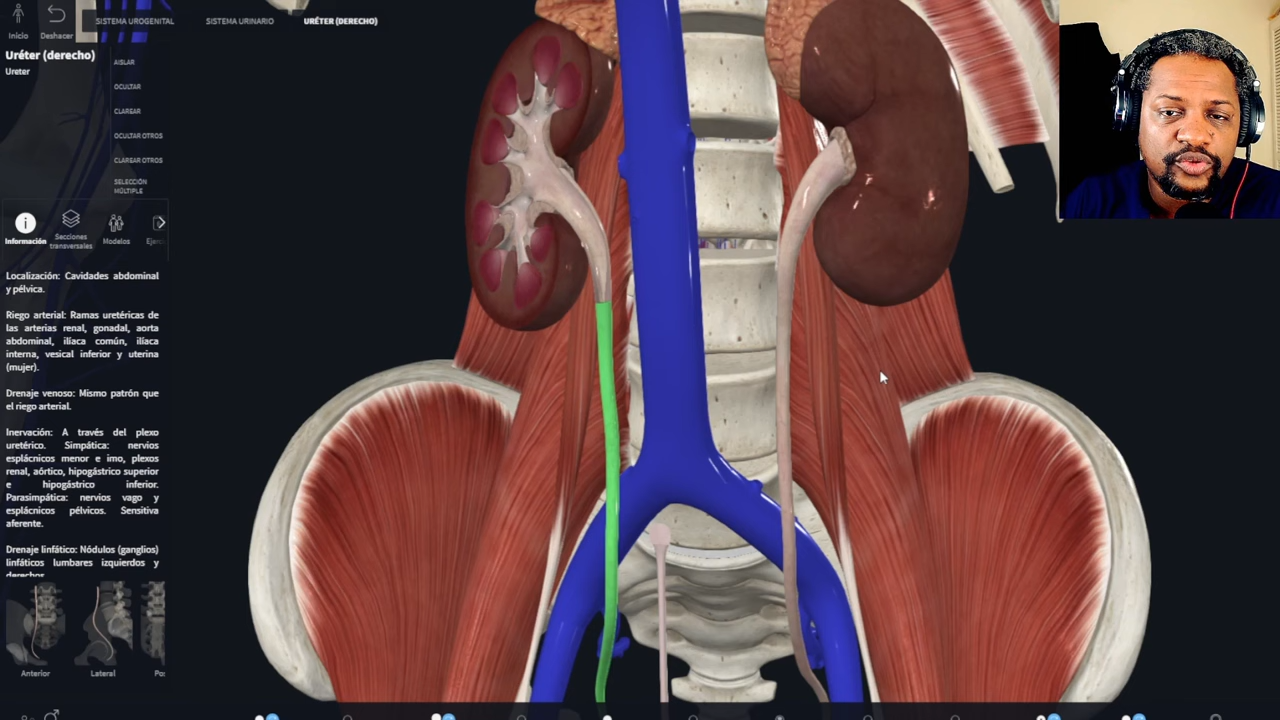 SISTEMA UROGENITAL
SISTEMA URINARIO
URÉTER (DERECHO)
Inicio
Deshacer
Uréter (derecho)
Ureter
AISLAR
OCULTAR
CLAREAR
OCULTAR OTROS
CLAREAR OTROS
SELECCIÓN
MÚLTIPLE
Información
Secciones
transversales
Modelos
Localización: Cavidades abdominal
y pélvica.
Riego arterial: Ramas uretéricas de
las arterias renal, gonadal, aorta
abdominal, ilíaca común, ilíaca
interna, vesical inferior y uterina
(mujer).
Drenaje venoso: Mismo patrón que
el riego arterial.
Inervación: A través del plexo
uretérico. Simpática: nervios
esplácnicos menor e imo, plexos
renal, aórtico, hipogástrico superior
e hipogástrico inferior.
Parasimpática: nervios vago y
esplácnicos pélvicos. Sensitiva
aferente.
Drenaje linfático: Nódulos (ganglios)
linfáticos lumbares izquierdos y
derechos
Anterior
Lateral